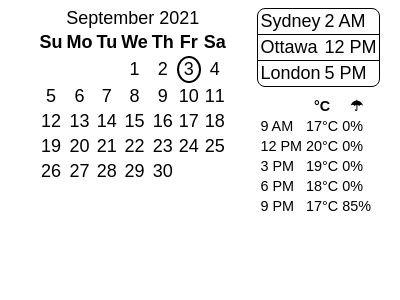 September 2021
Su Mo Tu We Th Fr Sa
1 2 3 4
5 6 7 8 9 10 11
12 13 14 15 16 17 18
19 20 21 22 23 24 25
26 27 28 29 30
Sydney 2 AM
Ottawa 12 PM
London 5 PM
°C ☂
9 AM 17°C 0%
12 PM 20°C 0%
3 PM 19°C 0%
6 PM 18°C 0%
9 PM 17°C 85%